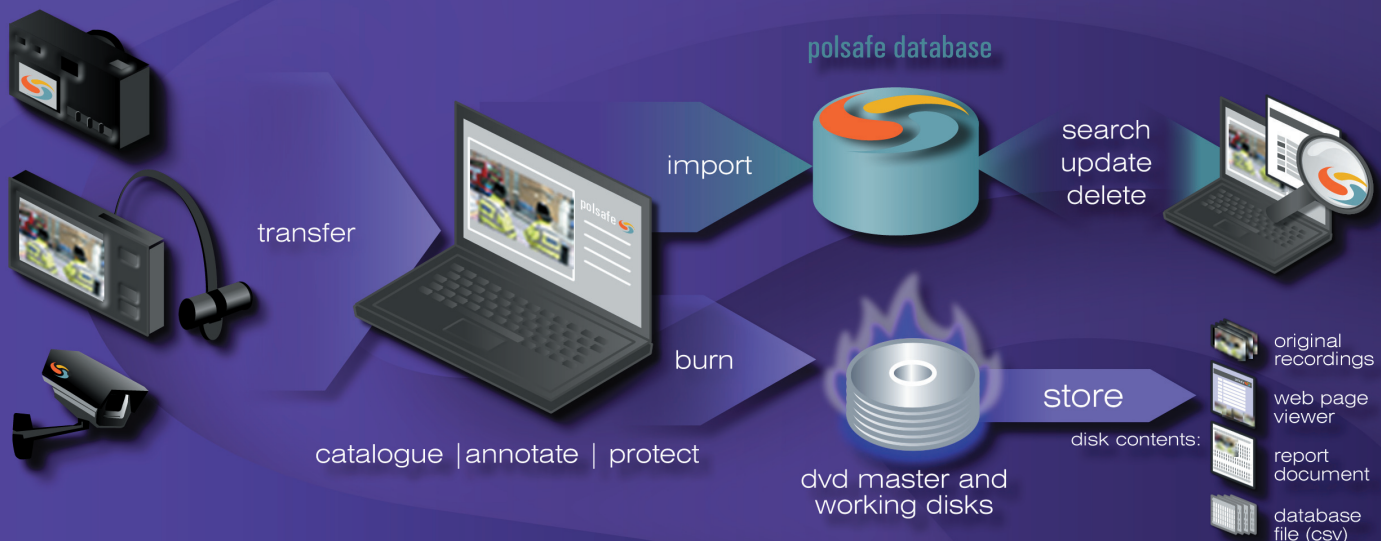 polsafe database
transfer
polsafe
import
search
update
delete
burn
catalogue | annotate | protect
dvd master and
working disks
store
disk contents:
original
recordings
web page
viewer
report
document
database
file (csv)